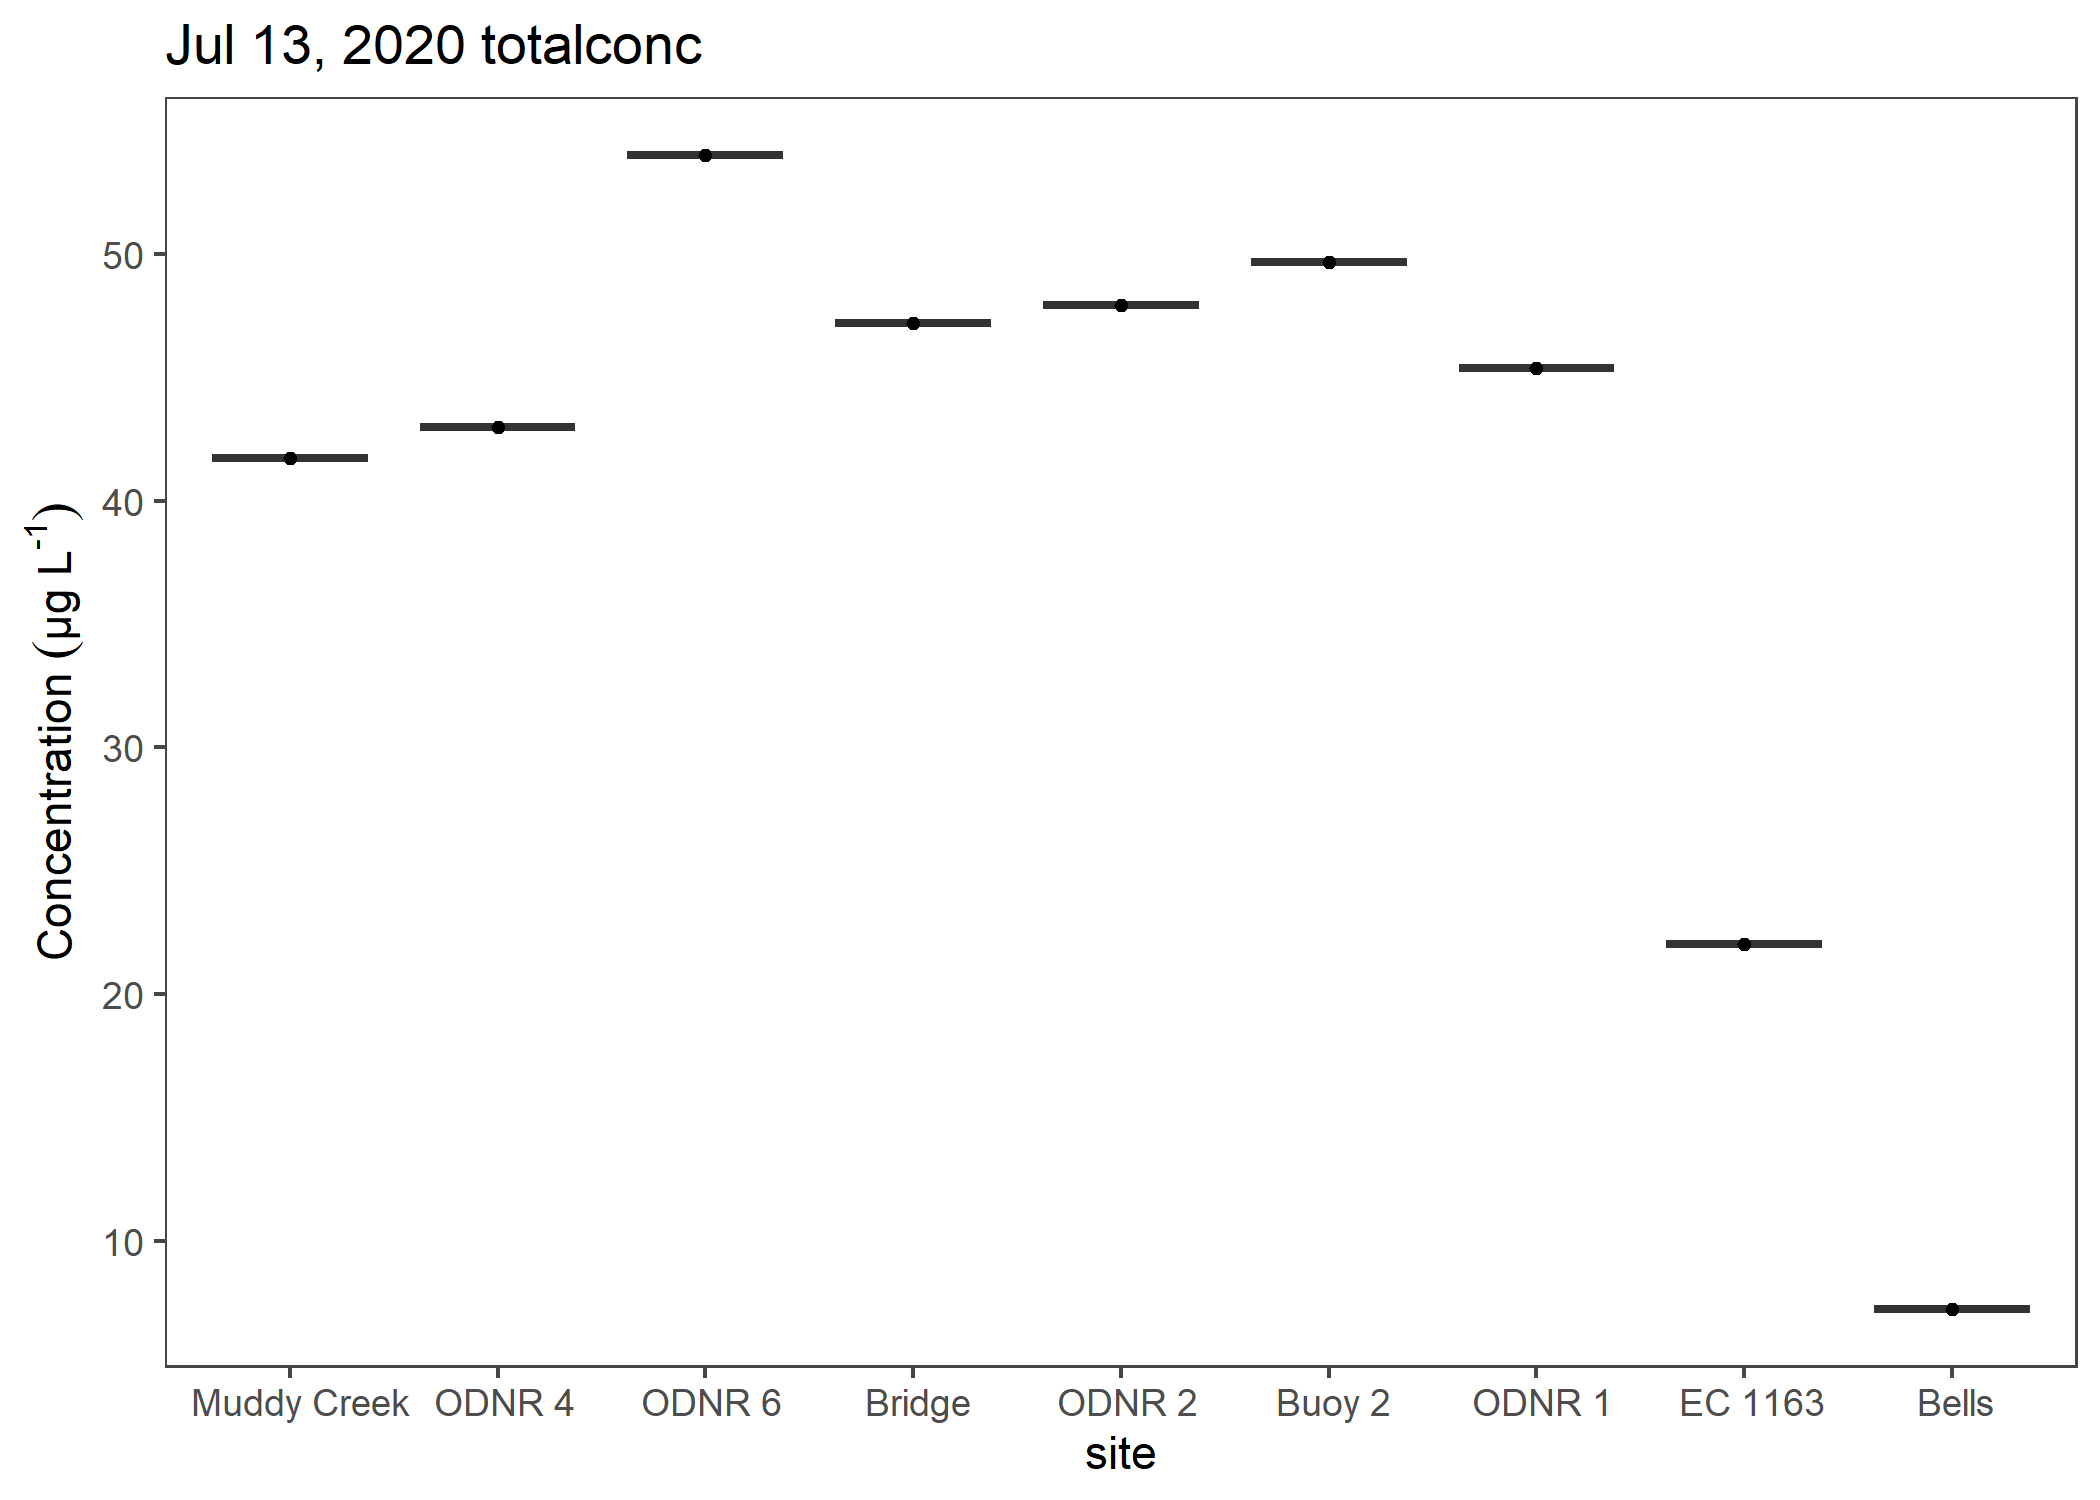 Jul 13, 2020 totalconc
Concentration (µg L⁻¹)
50
40
30
20
10
Muddy Creek ODNR 4 ODNR 6 Bridge ODNR 2 Buoy 2 ODNR 1 EC 1163 Bells
site